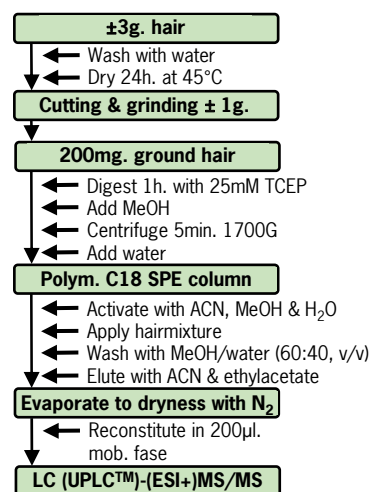 ±3g. hair
Wash with water
Dry 24h. at 45°C
Cutting & grinding ± 1g.
200mg. ground hair
Digest 1h. with 25mM TCEP
Add MeOH
Centrifuge 5min. 1700G
Add water
Polym. C18 SPE column
Activate with ACN, MeOH & H₂O
Apply hairmixture
Wash with MeOH/water (60:40, v/v)
Elute with ACN & ethylacetate
Evaporate to dryness with N₂
Reconstitute in 200µl.
mob. fase
LC (UPLC™)-(ESI+)MS/MS